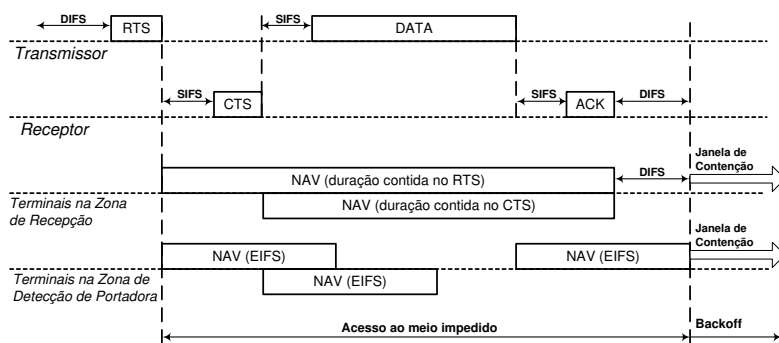 DIFS
RTS
SIFS
DATA
Transmissor
SIFS
CTS
SIFS
ACK
DIFS
Receptor
NAV (duração contida no RTS)
DIFS
Janela de
Contenção
NAV (duração contida no CTS)
Terminais na Zona
de Recepção
NAV (EIFS)
NAV (EIFS)
Janela de
Contenção
NAV (EIFS)
Terminais na Zona de
Detecção de Portadora
Acesso ao meio impedido
Backoff